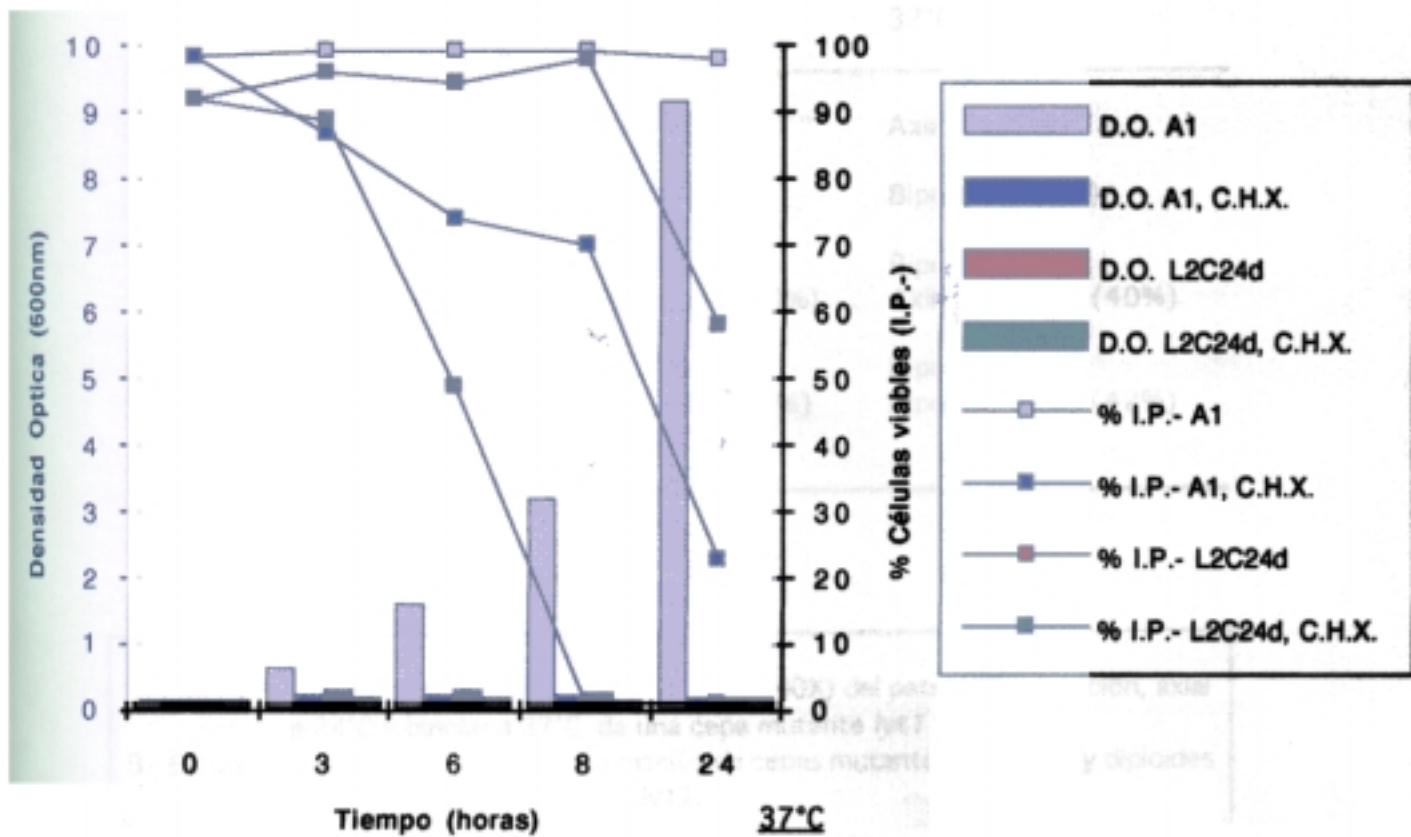 10
9
8
7
6
5
4
3
2
1
0
Densidad Optica (600nm)
100
90
80
70
60
50
40
30
20
10
0
% Células viables (I.P.-)
0 3 6 8 24
Tiempo (horas)
37°C
D.O. A1
D.O. A1, C.H.X.
D.O. L2C24d
D.O. L2C24d, C.H.X.
% I.P.- A1
% I.P.- A1, C.H.X.
% I.P.- L2C24d
% I.P.- L2C24d, C.H.X.
(40%)